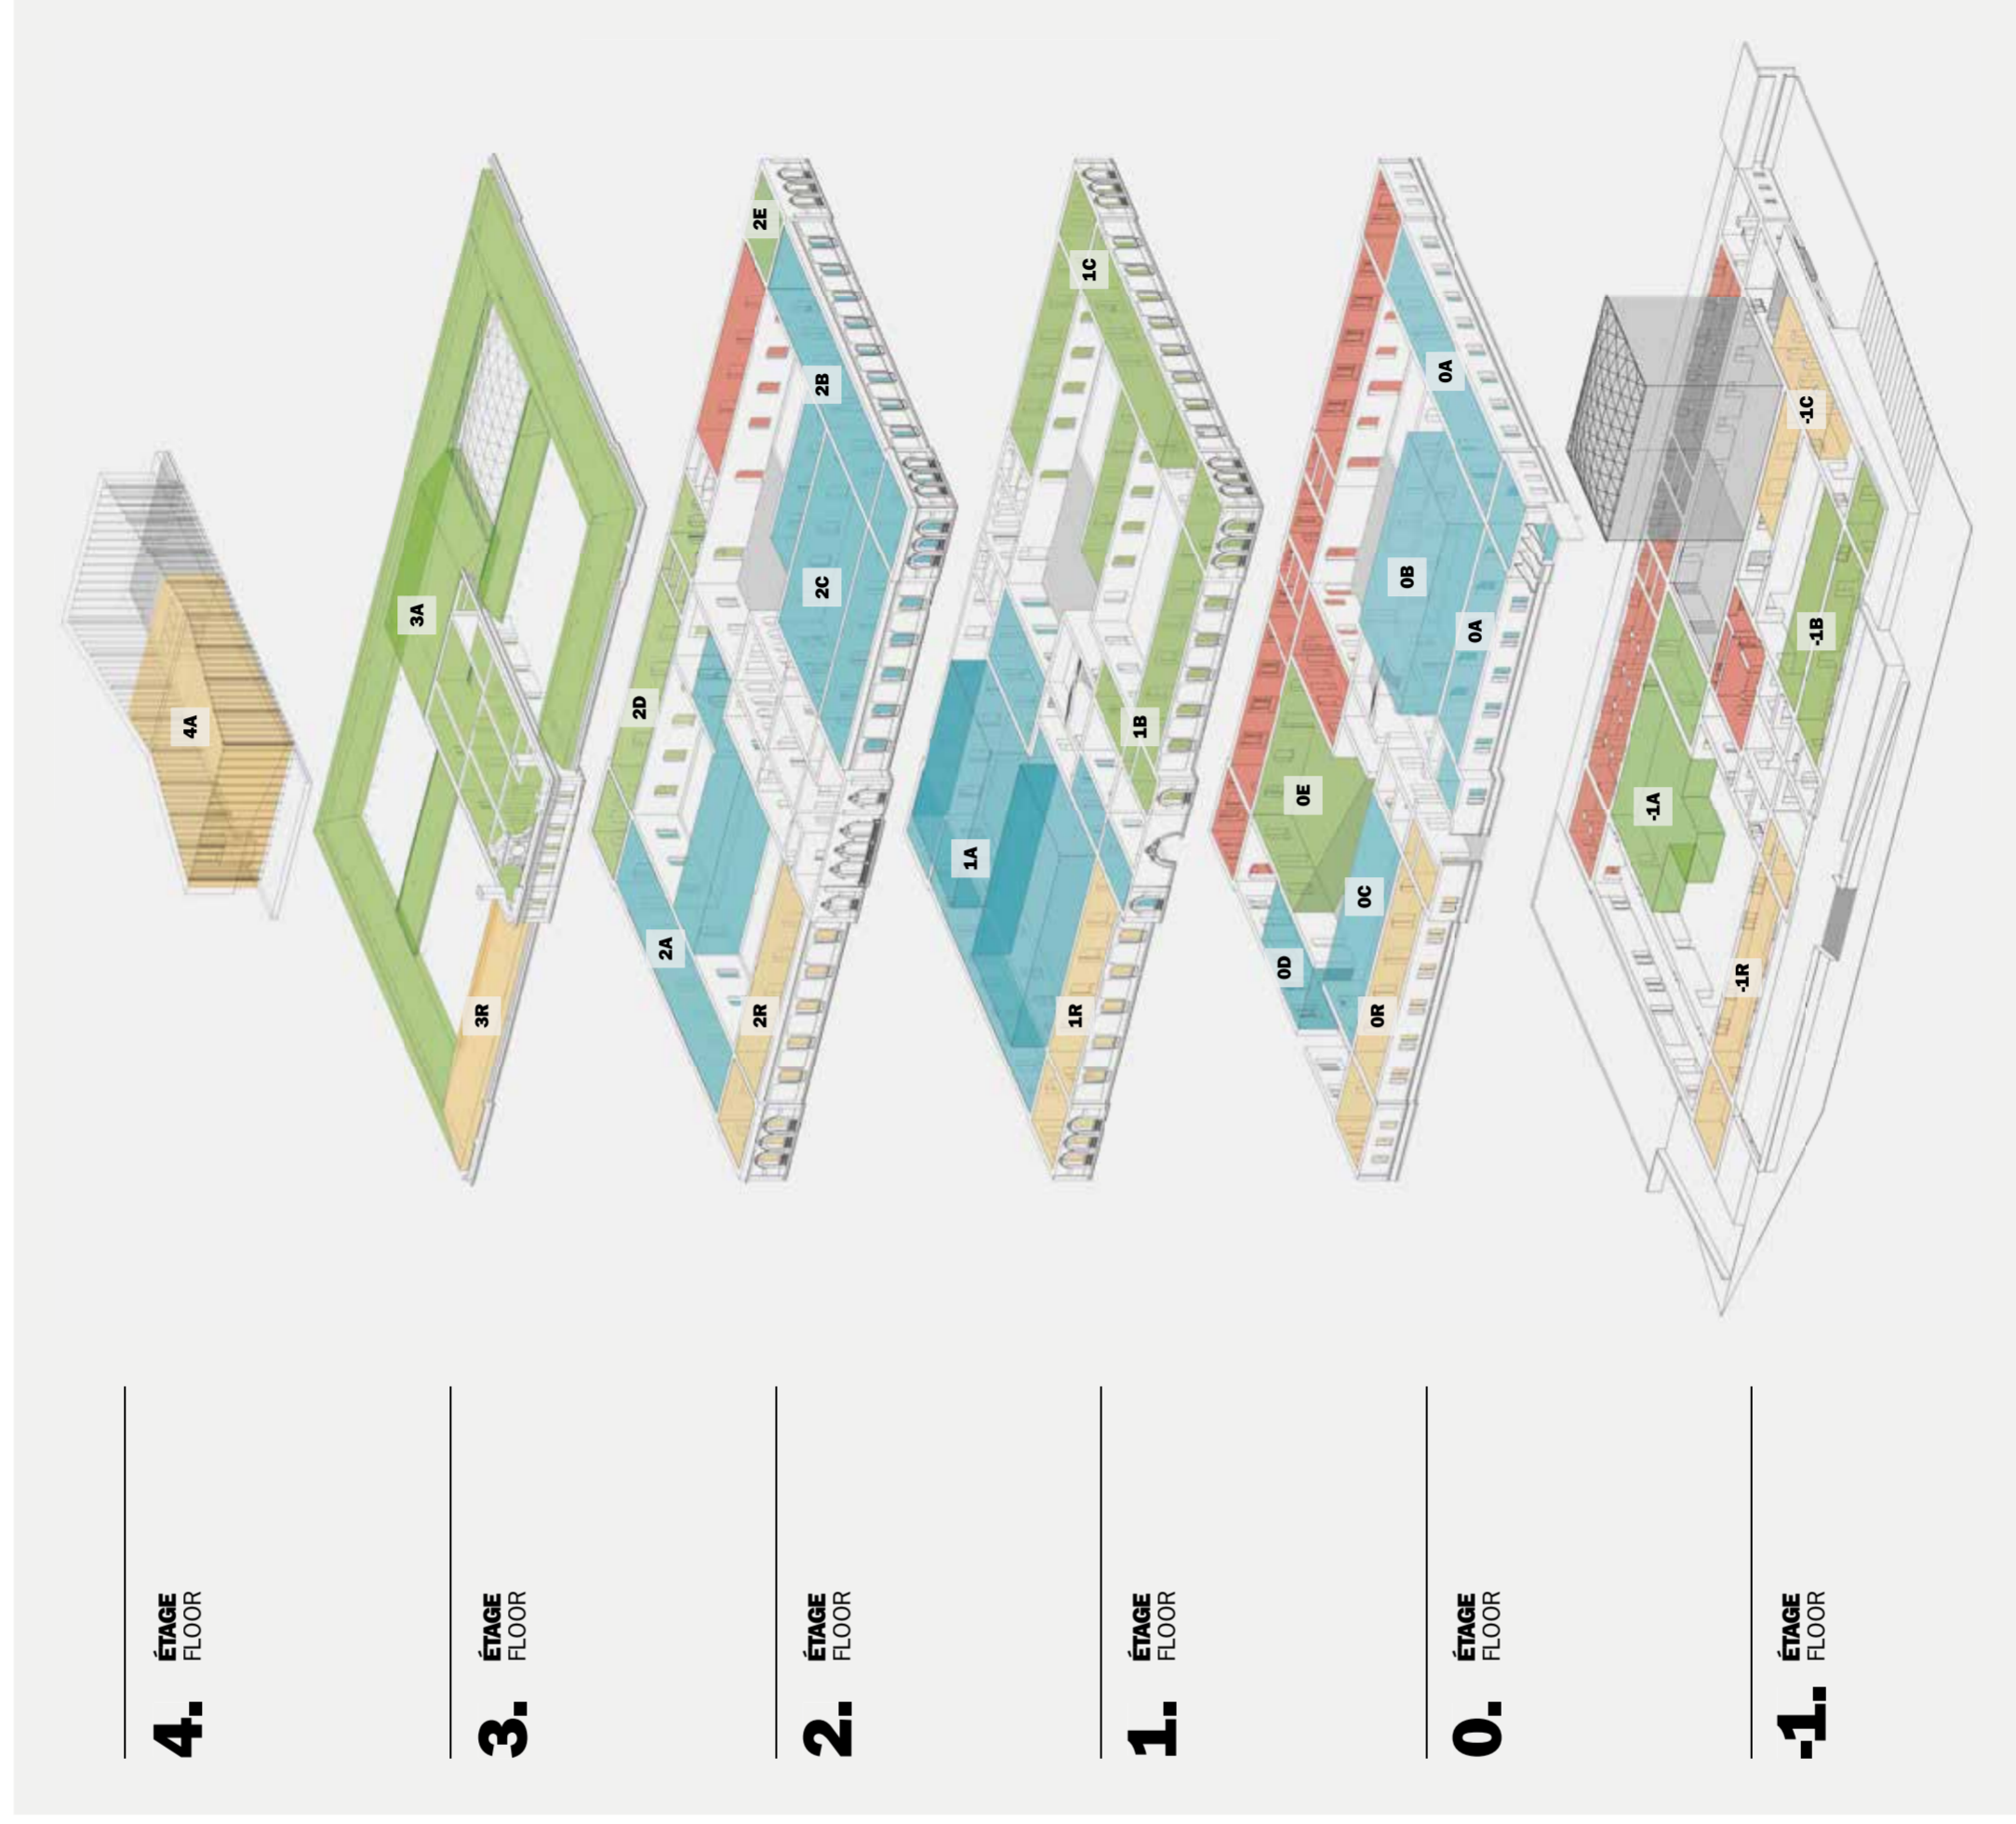 4.
ÉTAGE
FLOOR
4A
3.
ÉTAGE
FLOOR
3R
3A
2.
ÉTAGE
FLOOR
2R
2A
2D
2C
2B
2E
1.
ÉTAGE
FLOOR
1R
1A
1B
1C
0.
ÉTAGE
FLOOR
0R
0D
0C
0E
0A
0B
0A
-1.
ÉTAGE
FLOOR
-1R
-1A
-1B
-1C